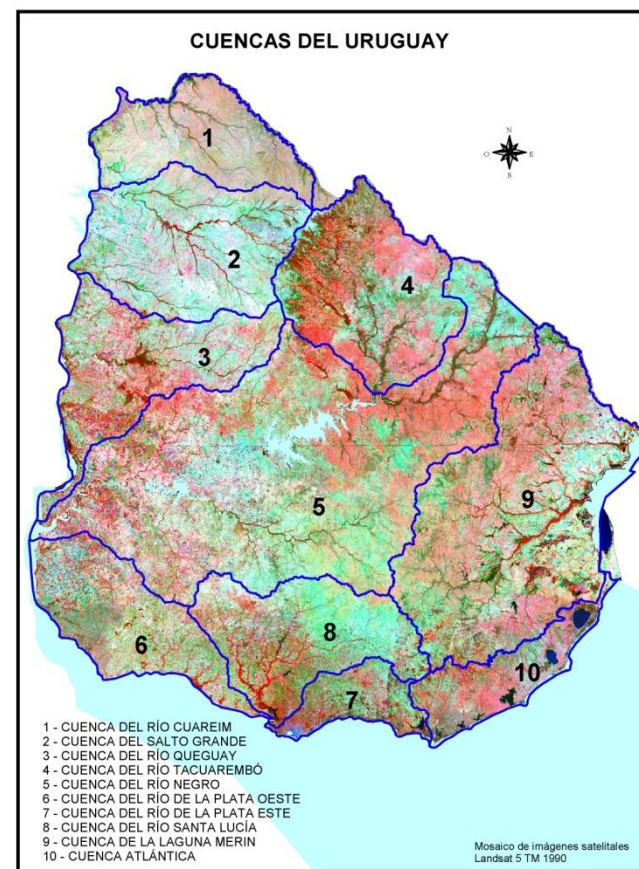 CUENCAS DEL URUGUAY
N
O E
S
1
2
4
3
9
5
8
6
10
7
1 - CUENCA DEL RÍO CUAREIM
2 - CUENCA DEL SALTO GRANDE
3 - CUENCA DEL RÍO QUEGUAY
4 - CUENCA DEL RÍO TACUAREMBÓ
5 - CUENCA DEL RÍO NEGRO
6 - CUENCA DEL RÍO DE LA PLATA OESTE
7 - CUENCA DEL RÍO DE LA PLATA ESTE
8 - CUENCA DEL RÍO SANTA LUCÍA
9 - CUENCA DE LA LAGUNA MERIN
10 - CUENCA ATLÁNTICA
Mosaico de imágenes satelitales
Landsat 5 TM 1990